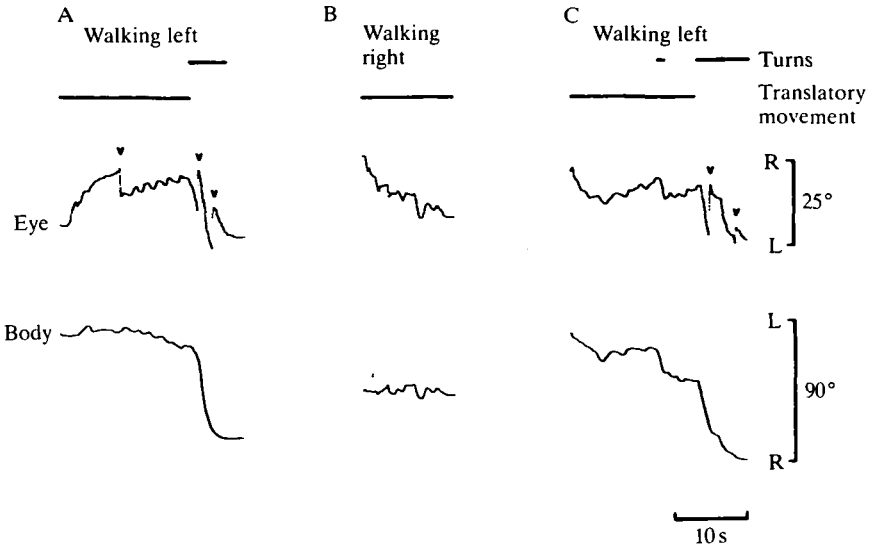 A
Walking left
B
Walking
right
C
Walking left
Turns
Translatory
movement
Eye
R
25°
L
Body
L
90°
R
10 s